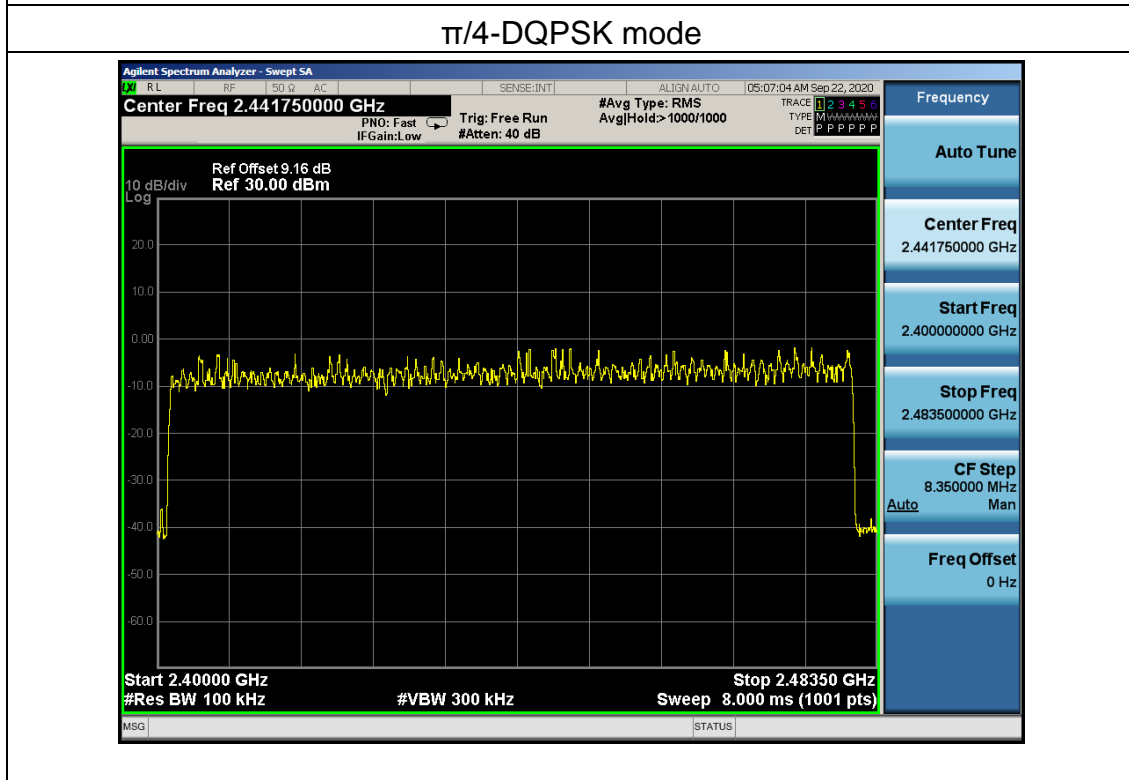 π/4-DQPSK mode
Agilent Spectrum Analyzer - Swept SA
LXI RL RF 50 Ω AC SENSE:INT ALIGN AUTO 05:07:04 AM Sep 22, 2020
Center Freq 2.441750000 GHz #Avg Type: RMS TRACE 1 2 3 4 5 6
PNO: Fast Trig: Free Run Avg|Hold:>1000/1000 TYPE M WWWWW
IFGain:Low #Atten: 40 dB DET P P P P P P
Ref Offset 9.16 dB
10 dB/div Ref 30.00 dBm
Log
20.0
10.0
0.00
-10.0
-20.0
-30.0
-40.0
-50.0
-60.0
Start 2.40000 GHz Stop 2.48350 GHz
#Res BW 100 kHz #VBW 300 kHz Sweep 8.000 ms (1001 pts)
MSG STATUS
Frequency
Auto Tune
Center Freq
2.441750000 GHz
Start Freq
2.400000000 GHz
Stop Freq
2.483500000 GHz
CF Step
8.350000 MHz
Auto Man
Freq Offset
0 Hz